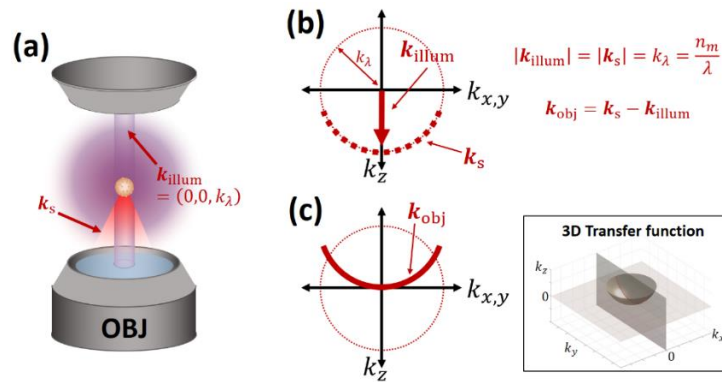 (a)
k_illum
= (0,0, k_λ)
k_s
OBJ
(b)
k_λ
k_illum
k_x,y
k_s
k_z
|k_illum| = |k_s| = k_λ = n_m/λ
k_obj = k_s − k_illum
(c)
k_obj
k_x,y
k_z
3D Transfer function
k_z
0
k_y
0
k_x